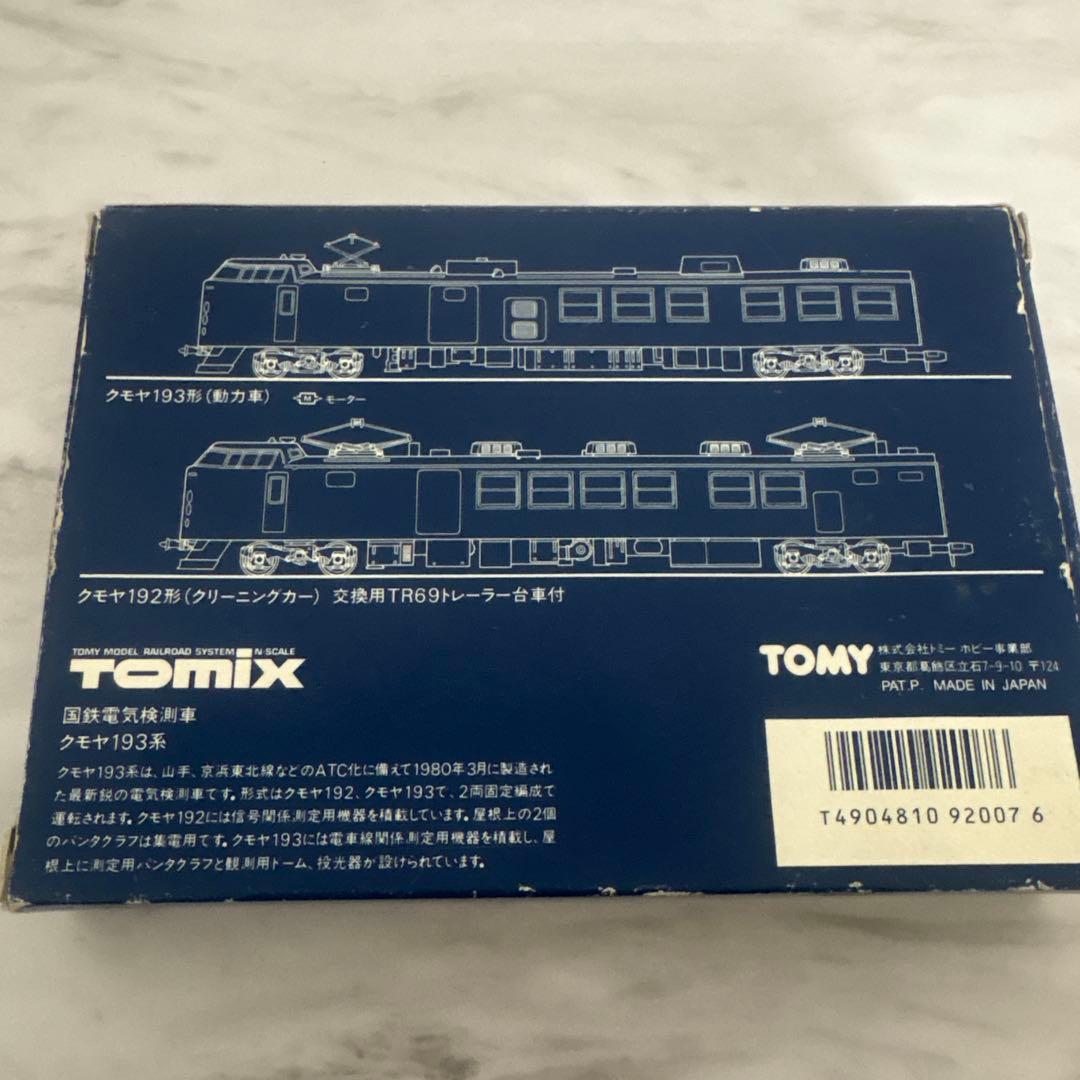 クモヤ193形(動力車) M モーター
クモヤ192形(クリーニングカー) 交換用TR69トレーラー台車付
TOMY MODEL RAILROAD SYSTEM N-SCALE
TOMIX
TOMY 株式会社トミー ホビー事業部
東京都葛飾区立石7-9-10 〒124
PAT.P. MADE IN JAPAN
国鉄電気検測車
クモヤ193系
クモヤ193系は、山手、京浜東北線などのATC化に備えて1980年3月に製造され
た最新鋭の電気検測車です。形式はクモヤ192、クモヤ193で、2両固定編成て
運転されます。クモヤ192には信号関係測定用機器を積載しています。屋根上の2個
のパンタクラフは集電用てす。クモヤ193には電車線関係測定用機器を積載し、屋
根上に測定用パンタクラフと観測用ドーム、投光器が設けられています。
T4904810 92007 6